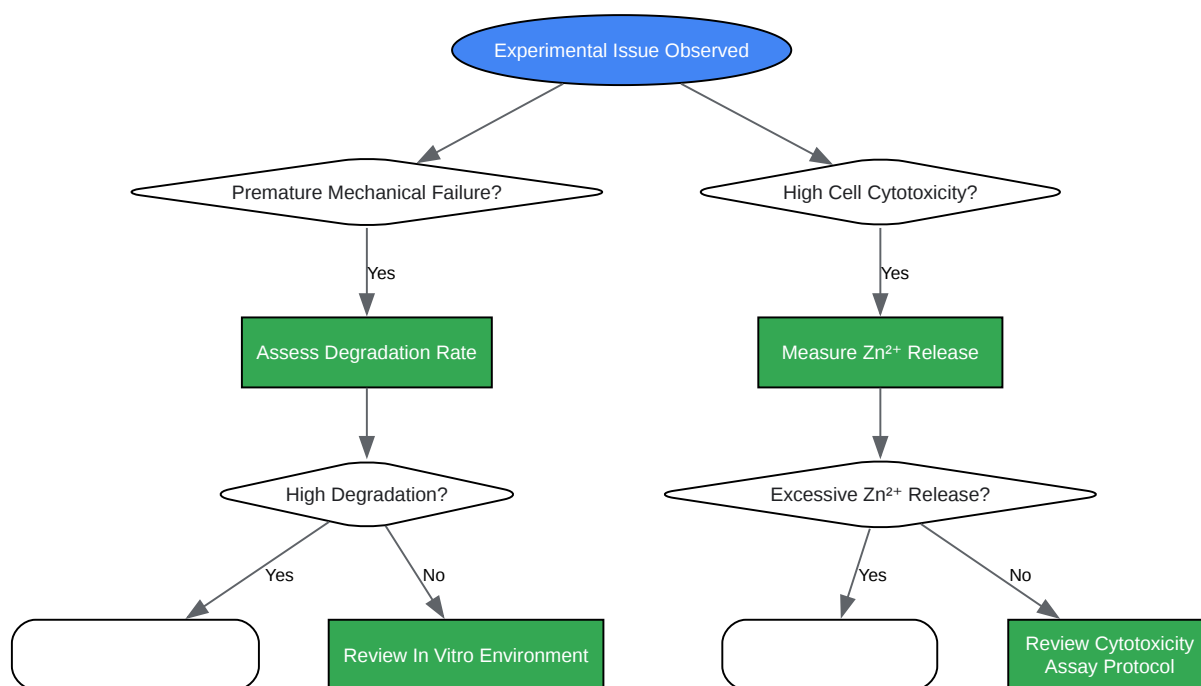 Experimental Issue Observed
Premature Mechanical Failure?
High Cell Cytotoxicity?
Yes
Yes
Assess Degradation Rate
Measure Zn²⁺ Release
High Degradation?
Excessive Zn²⁺ Release?
Yes
No
Yes
No
Review In Vitro Environment
Review Cytotoxicity
Assay Protocol